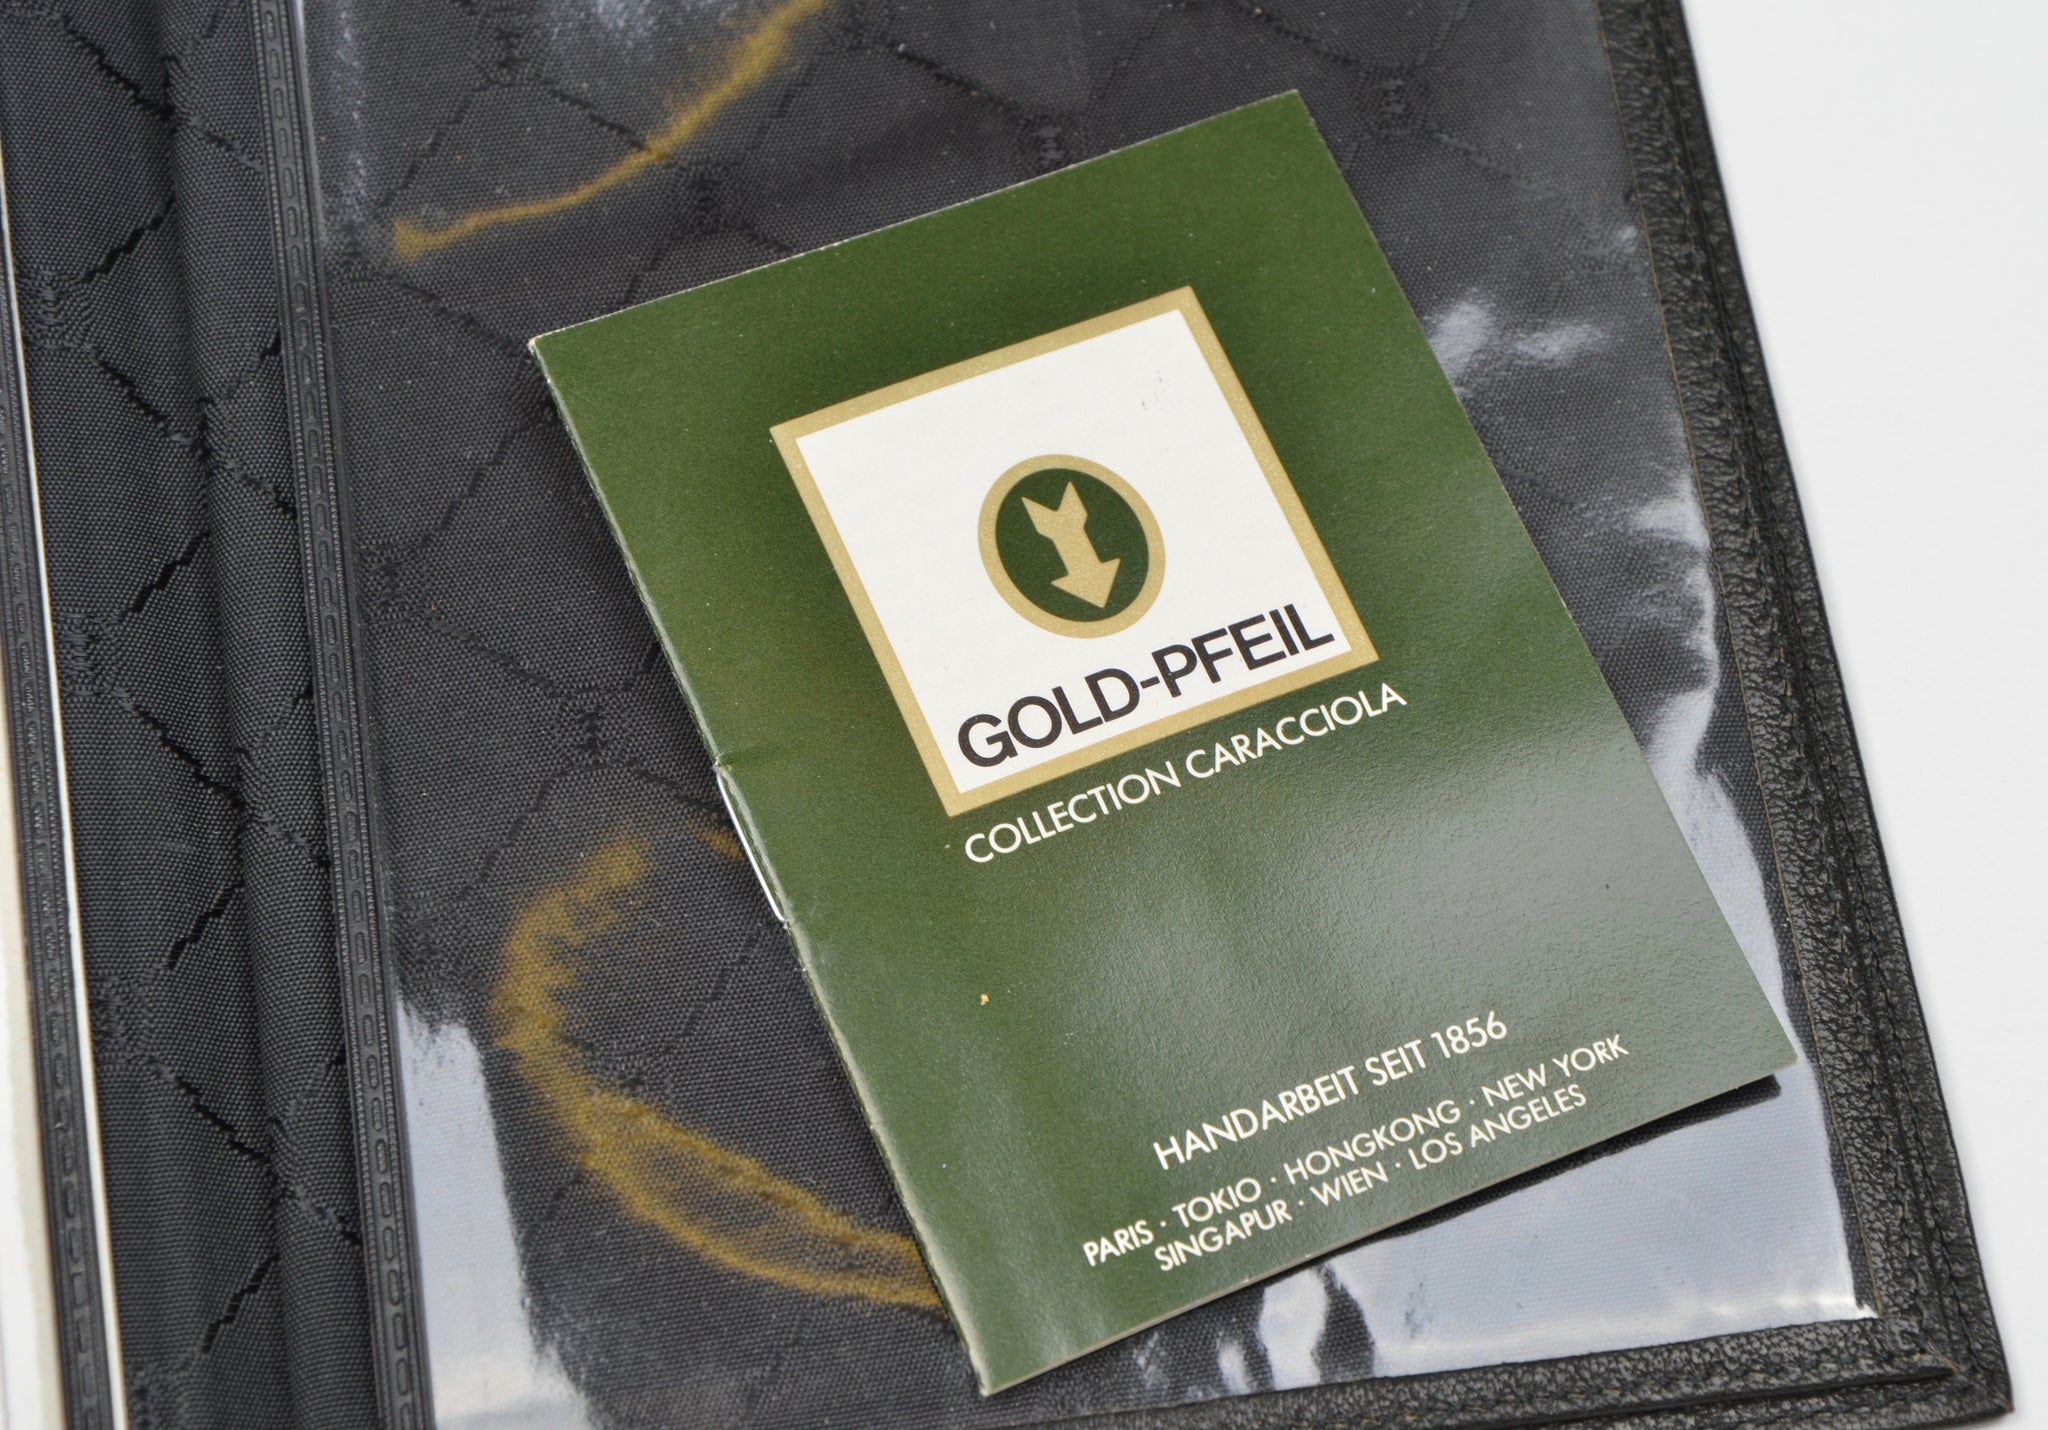 GOLD-PFEIL
COLLECTION CARACCIOLA
HANDARBEIT SEIT 1856
PARIS · TOKIO · HONGKONG · NEW YORK
SINGAPUR · WIEN · LOS ANGELES